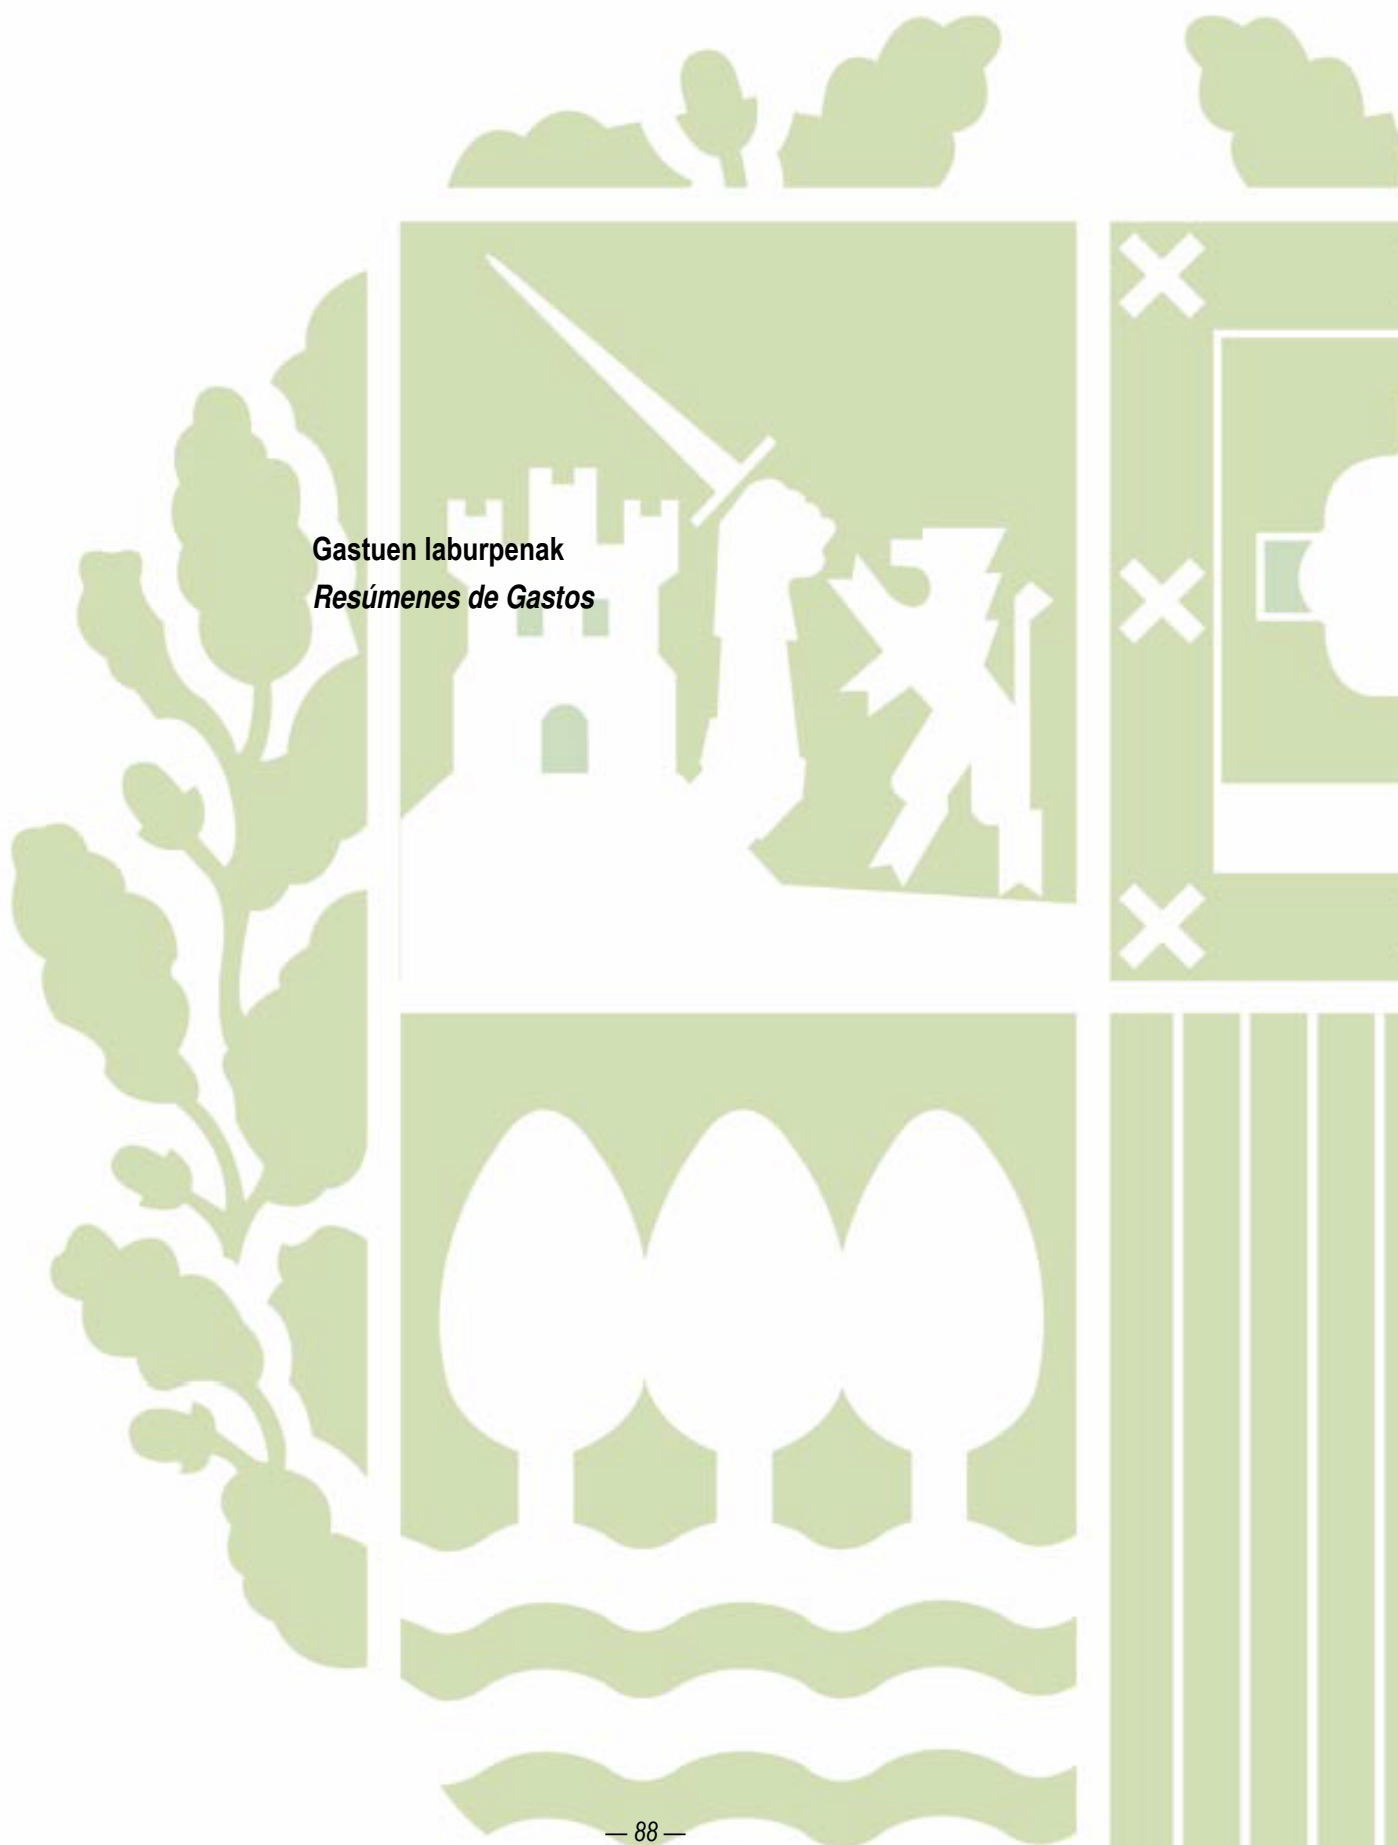 Gastuen laburpenak
Resúmenes de Gastos
— 88 —